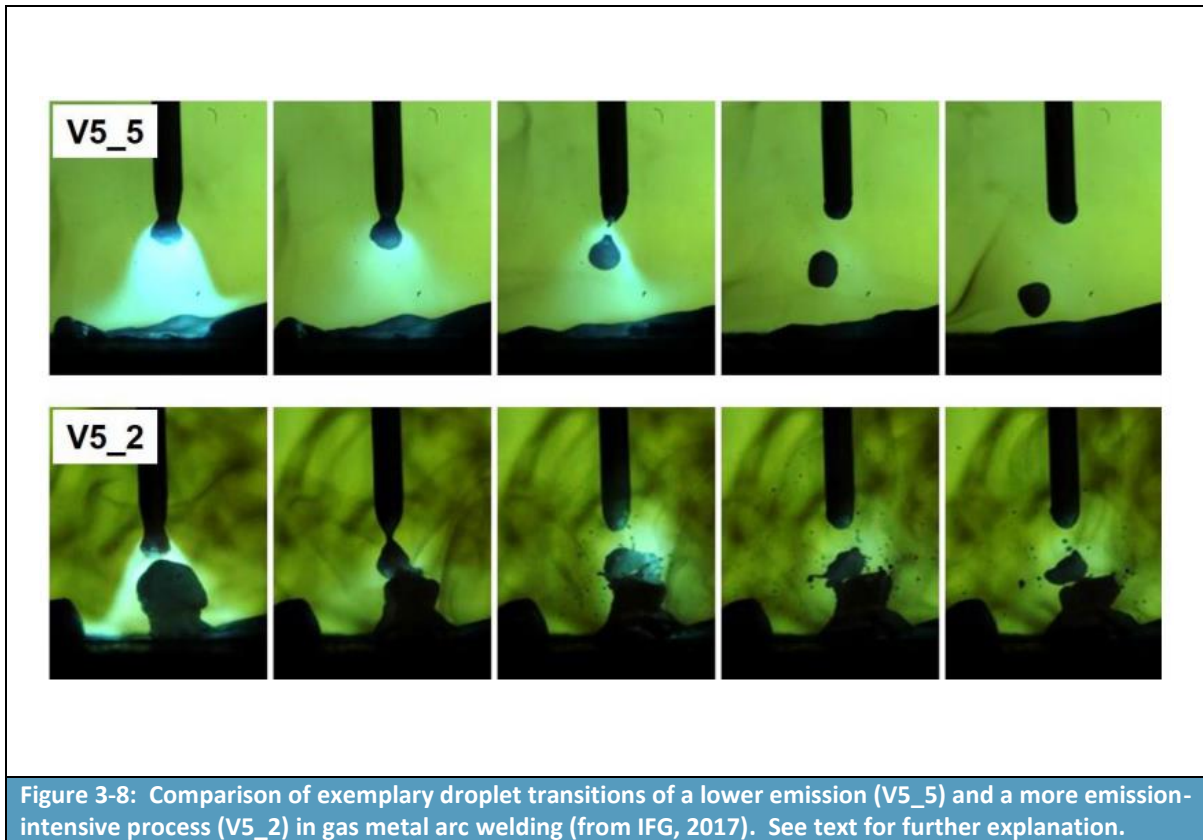 V5_5
V5_2
Figure 3-8: Comparison of exemplary droplet transitions of a lower emission (V5_5) and a more emission-
intensive process (V5_2) in gas metal arc welding (from IFG, 2017). See text for further explanation.